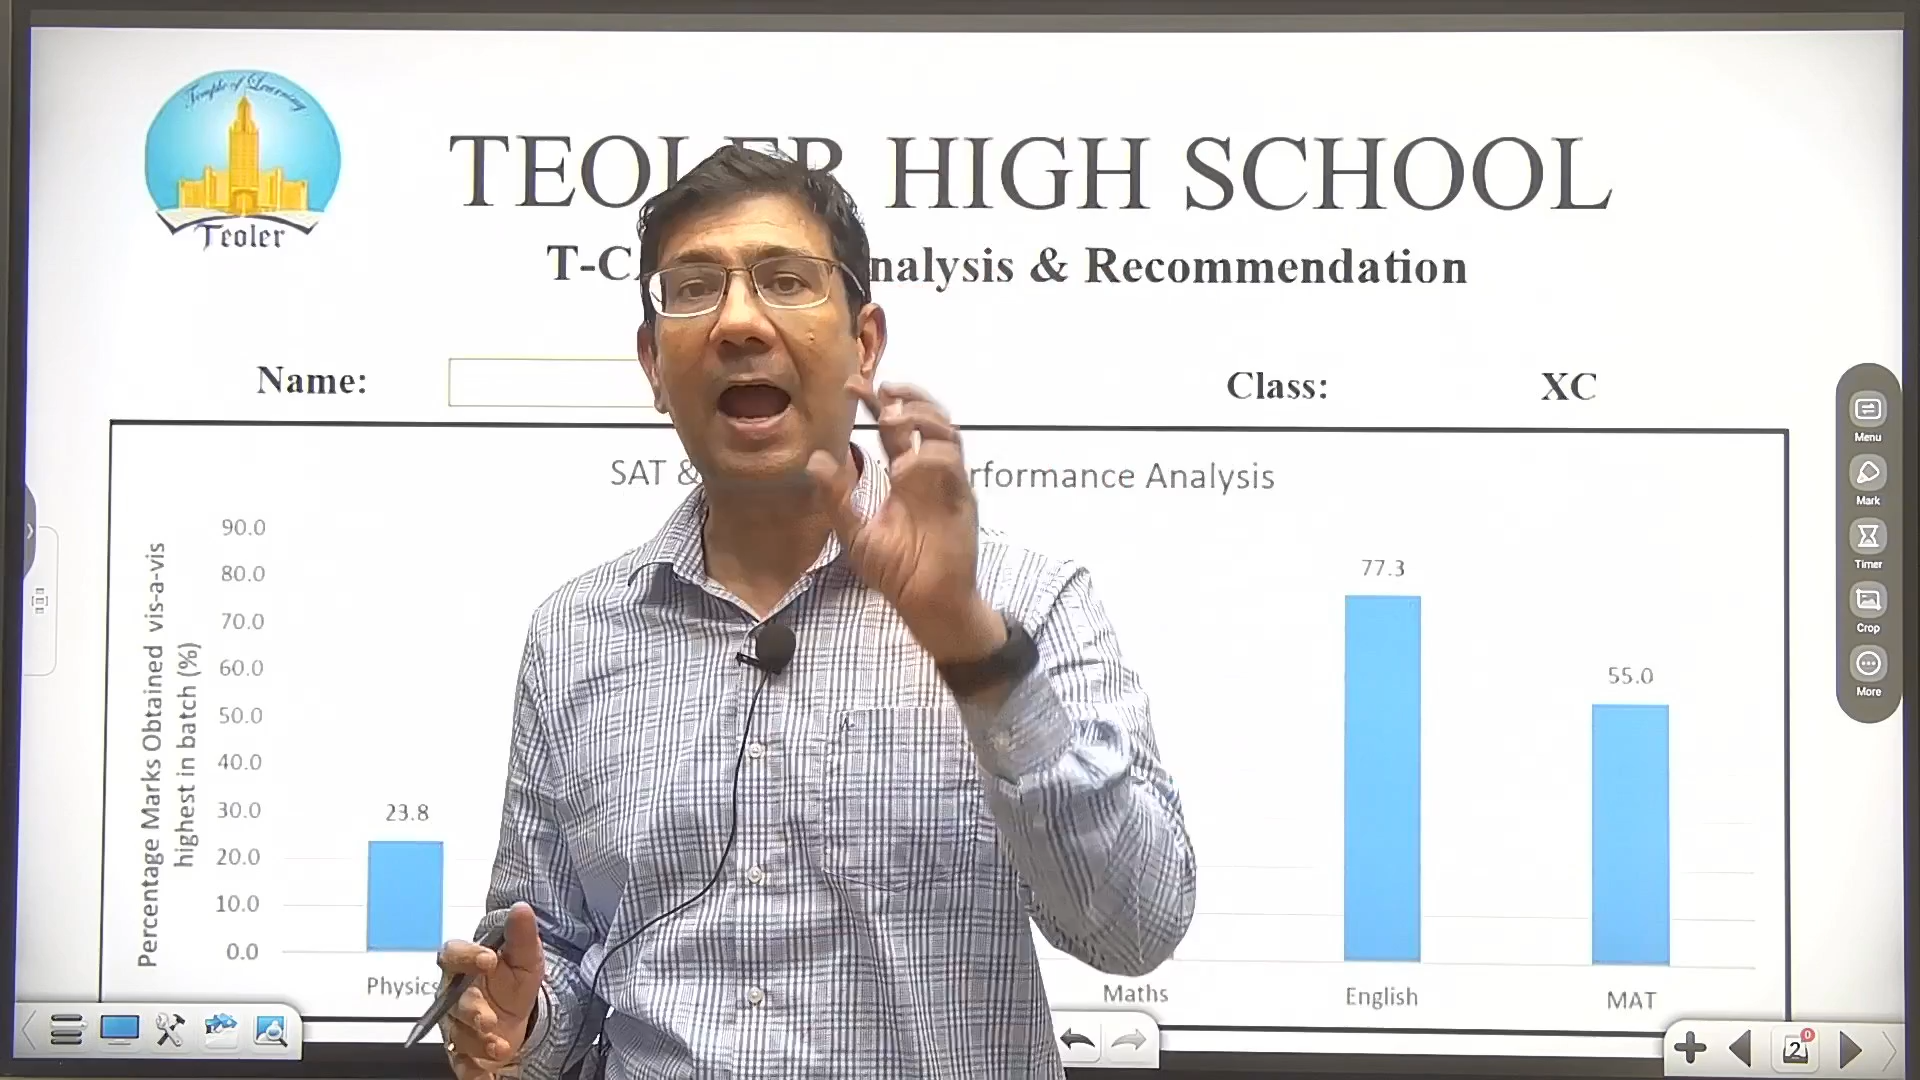 Temple of Learning
Teoler
TEOLER HIGH SCHOOL
nalysis & Recommendation
Name:
Class: XC
SAT & rformance Analysis
Percentage Marks Obtained vis-a-vis
highest in batch (%)
90.0
80.0
70.0
60.0
50.0
40.0
30.0
20.0
10.0
0.0
23.8
77.3
55.0
Physics
Maths
English
MAT
Menu
Mark
Timer
Crop
More
2
0